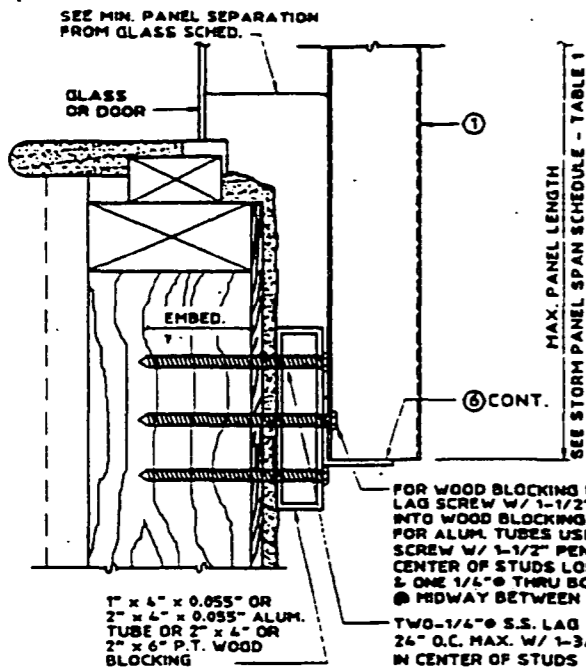 SEE MIN. PANEL SEPARATION
FROM GLASS SCHED.
GLASS
OR DOOR
①
MAX. PANEL LENGTH
SEE STORM PANEL SPAN SCHEDULE - TABLE 1
EMBED.
⑥ CONT.
FOR WOOD BLOCKING
LAG SCREW W/ 1-1/2"
INTO WOOD BLOCKING
FOR ALUM. TUBES USE
SCREW W/ 1-1/2" PEN
CENTER OF STUDS LO
& ONE 1/4"ø THRU BO
@ MIDWAY BETWEEN
1" x 4" x 0.055" OR
2" x 4" x 0.055" ALUM.
TUBE OR 2" x 4" OR
2" x 6" P.T. WOOD
BLOCKING
TWO-1/4"ø S.S. LAG
24" O.C. MAX. W/ 1-3/
IN CENTER OF STUDS